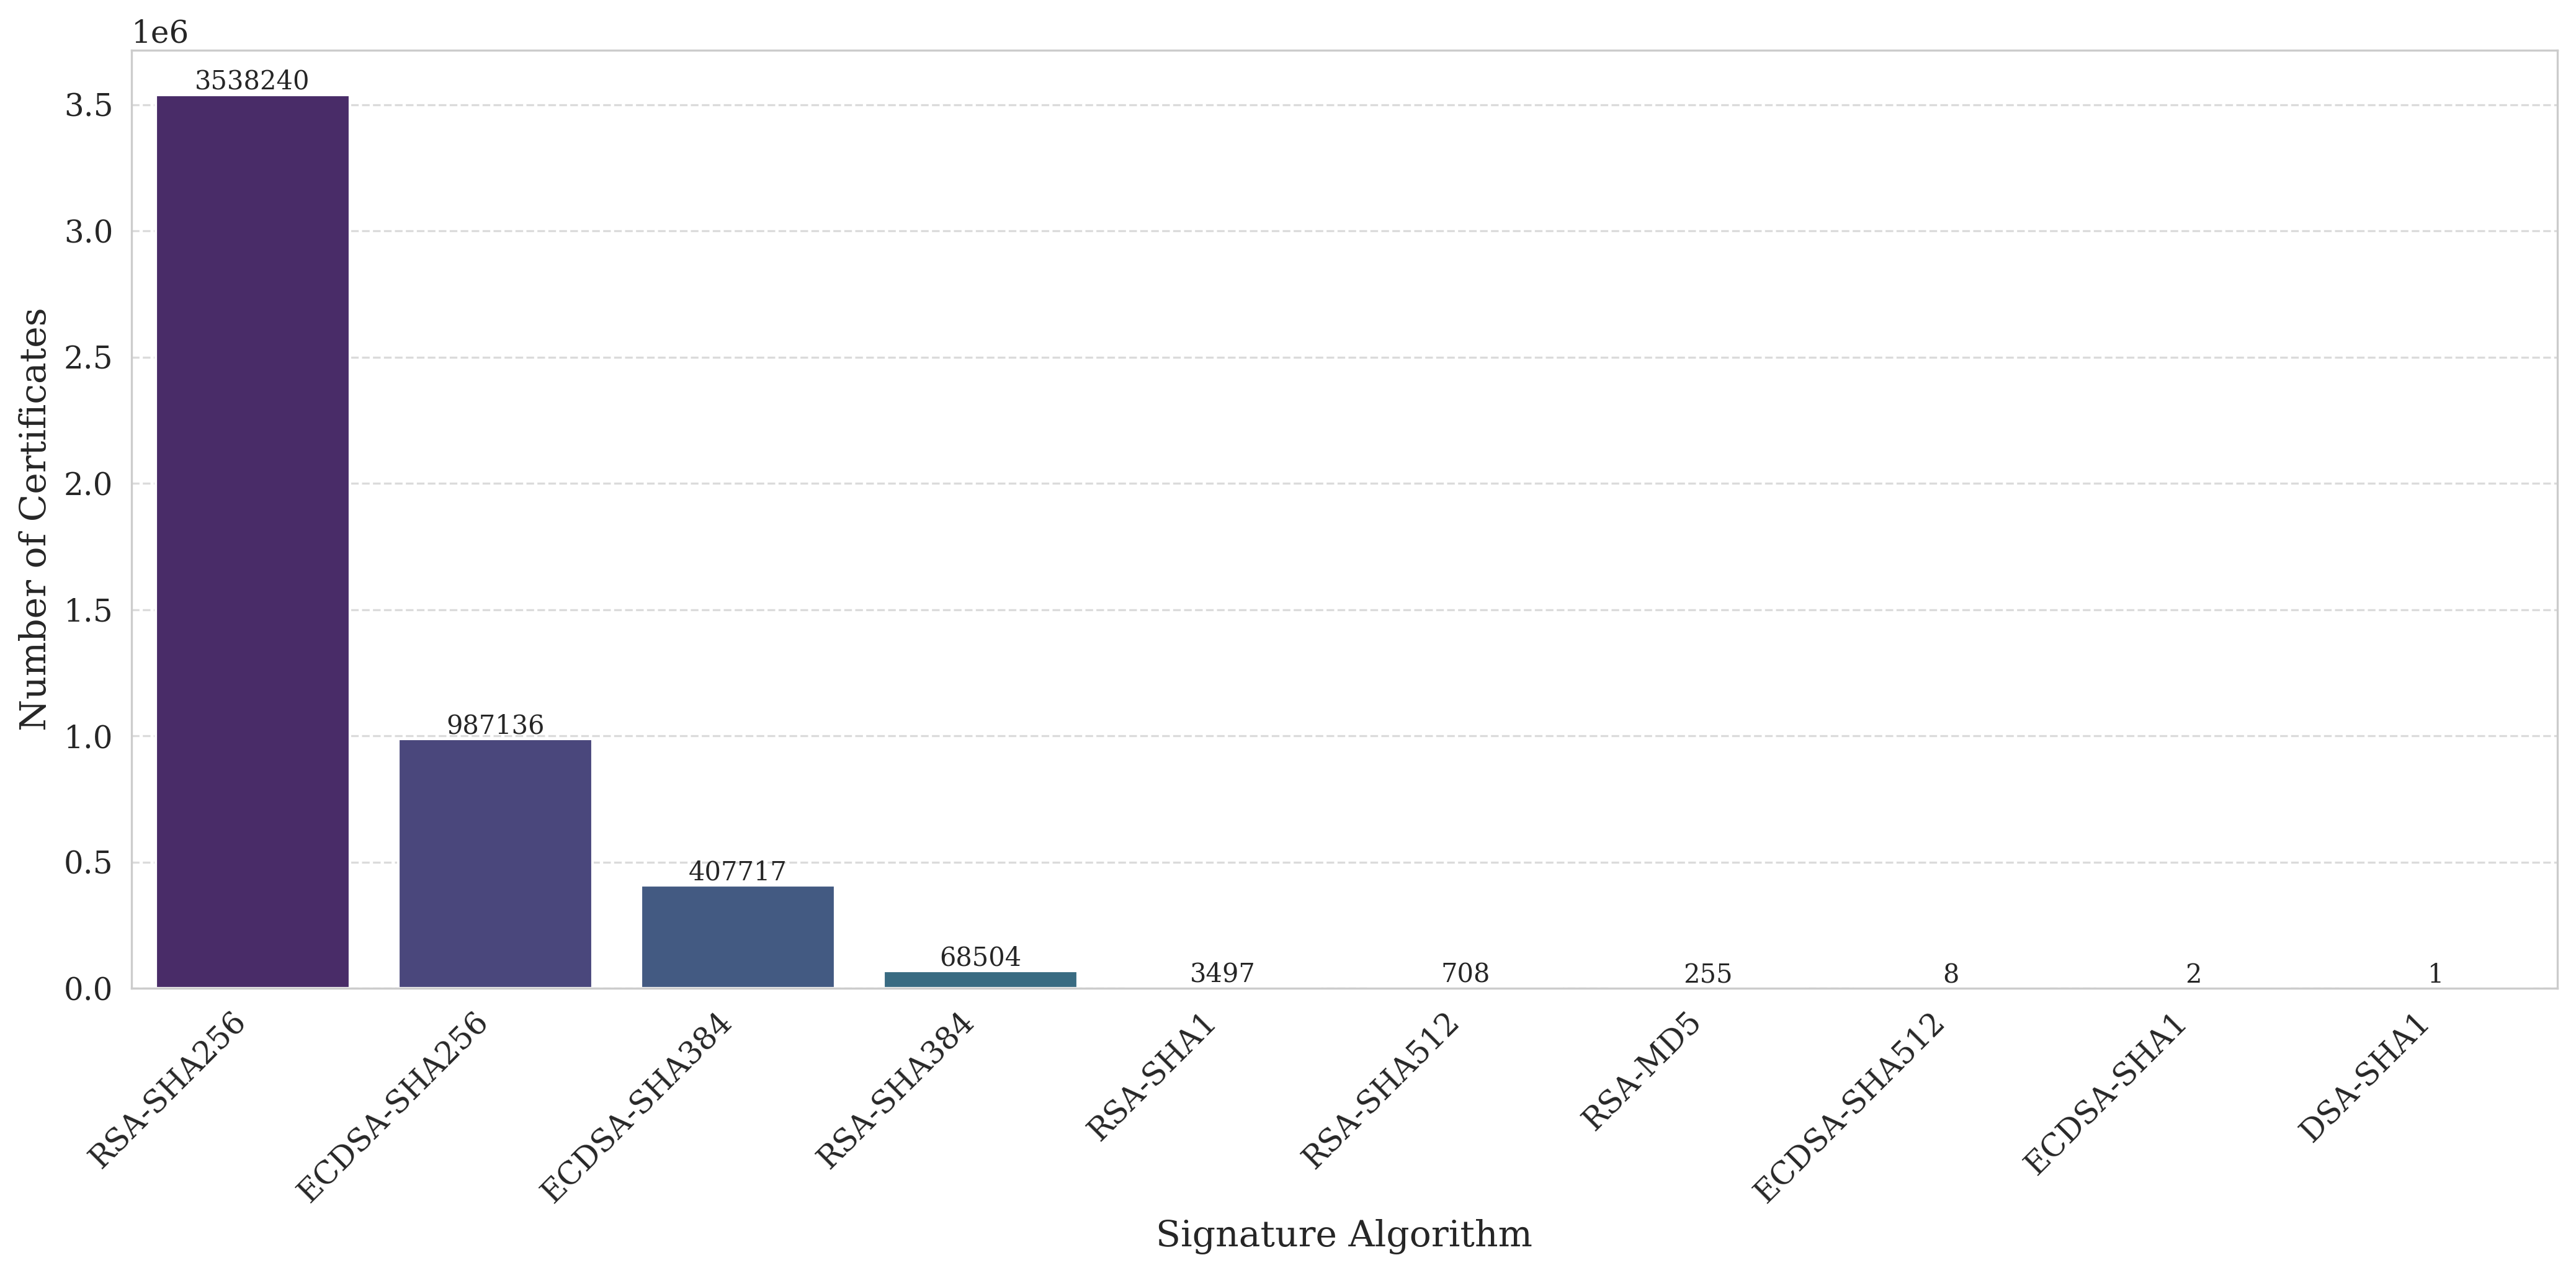 1e6
3538240
3.5
3.0
2.5
2.0
1.5
1.0
0.5
0.0
Number of Certificates
987136
407717
68504
3497
708
255
8
2
1
RSA-SHA256
ECDSA-SHA256
ECDSA-SHA384
RSA-SHA384
RSA-SHA1
RSA-SHA512
RSA-MD5
ECDSA-SHA512
ECDSA-SHA1
DSA-SHA1
Signature Algorithm